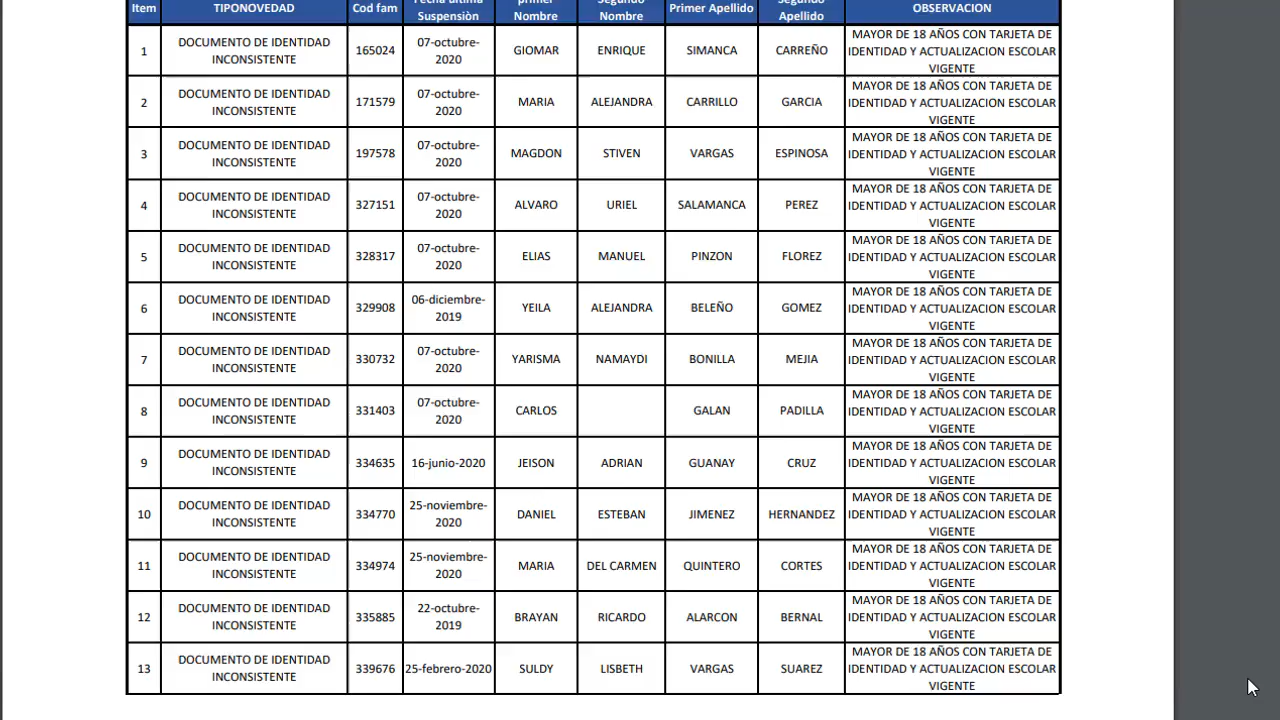 Item TIPONOVEDAD Cod fam Fecha ultima Suspensiòn primer Nombre Segundo Nombre Primer Apellido Segundo Apellido OBSERVACION
1 DOCUMENTO DE IDENTIDAD INCONSISTENTE 165024 07-octubre-2020 GIOMAR ENRIQUE SIMANCA CARREÑO MAYOR DE 18 AÑOS CON TARJETA DE IDENTIDAD Y ACTUALIZACION ESCOLAR VIGENTE
2 DOCUMENTO DE IDENTIDAD INCONSISTENTE 171579 07-octubre-2020 MARIA ALEJANDRA CARRILLO GARCIA MAYOR DE 18 AÑOS CON TARJETA DE IDENTIDAD Y ACTUALIZACION ESCOLAR VIGENTE
3 DOCUMENTO DE IDENTIDAD INCONSISTENTE 197578 07-octubre-2020 MAGDON STIVEN VARGAS ESPINOSA MAYOR DE 18 AÑOS CON TARJETA DE IDENTIDAD Y ACTUALIZACION ESCOLAR VIGENTE
4 DOCUMENTO DE IDENTIDAD INCONSISTENTE 327151 07-octubre-2020 ALVARO URIEL SALAMANCA PEREZ MAYOR DE 18 AÑOS CON TARJETA DE IDENTIDAD Y ACTUALIZACION ESCOLAR VIGENTE
5 DOCUMENTO DE IDENTIDAD INCONSISTENTE 328317 07-octubre-2020 ELIAS MANUEL PINZON FLOREZ MAYOR DE 18 AÑOS CON TARJETA DE IDENTIDAD Y ACTUALIZACION ESCOLAR VIGENTE
6 DOCUMENTO DE IDENTIDAD INCONSISTENTE 329908 06-diciembre-2019 YEILA ALEJANDRA BELEÑO GOMEZ MAYOR DE 18 AÑOS CON TARJETA DE IDENTIDAD Y ACTUALIZACION ESCOLAR VIGENTE
7 DOCUMENTO DE IDENTIDAD INCONSISTENTE 330732 07-octubre-2020 YARISMA NAMAYDI BONILLA MEJIA MAYOR DE 18 AÑOS CON TARJETA DE IDENTIDAD Y ACTUALIZACION ESCOLAR VIGENTE
8 DOCUMENTO DE IDENTIDAD INCONSISTENTE 331403 07-octubre-2020 CARLOS GALAN PADILLA MAYOR DE 18 AÑOS CON TARJETA DE IDENTIDAD Y ACTUALIZACION ESCOLAR VIGENTE
9 DOCUMENTO DE IDENTIDAD INCONSISTENTE 334635 16-junio-2020 JEISON ADRIAN GUANAY CRUZ MAYOR DE 18 AÑOS CON TARJETA DE IDENTIDAD Y ACTUALIZACION ESCOLAR VIGENTE
10 DOCUMENTO DE IDENTIDAD INCONSISTENTE 334770 25-noviembre-2020 DANIEL ESTEBAN JIMENEZ HERNANDEZ MAYOR DE 18 AÑOS CON TARJETA DE IDENTIDAD Y ACTUALIZACION ESCOLAR VIGENTE
11 DOCUMENTO DE IDENTIDAD INCONSISTENTE 334974 25-noviembre-2020 MARIA DEL CARMEN QUINTERO CORTES MAYOR DE 18 AÑOS CON TARJETA DE IDENTIDAD Y ACTUALIZACION ESCOLAR VIGENTE
12 DOCUMENTO DE IDENTIDAD INCONSISTENTE 335885 22-octubre-2019 BRAYAN RICARDO ALARCON BERNAL MAYOR DE 18 AÑOS CON TARJETA DE IDENTIDAD Y ACTUALIZACION ESCOLAR VIGENTE
13 DOCUMENTO DE IDENTIDAD INCONSISTENTE 339676 25-febrero-2020 SULDY LISBETH VARGAS SUAREZ MAYOR DE 18 AÑOS CON TARJETA DE IDENTIDAD Y ACTUALIZACION ESCOLAR VIGENTE